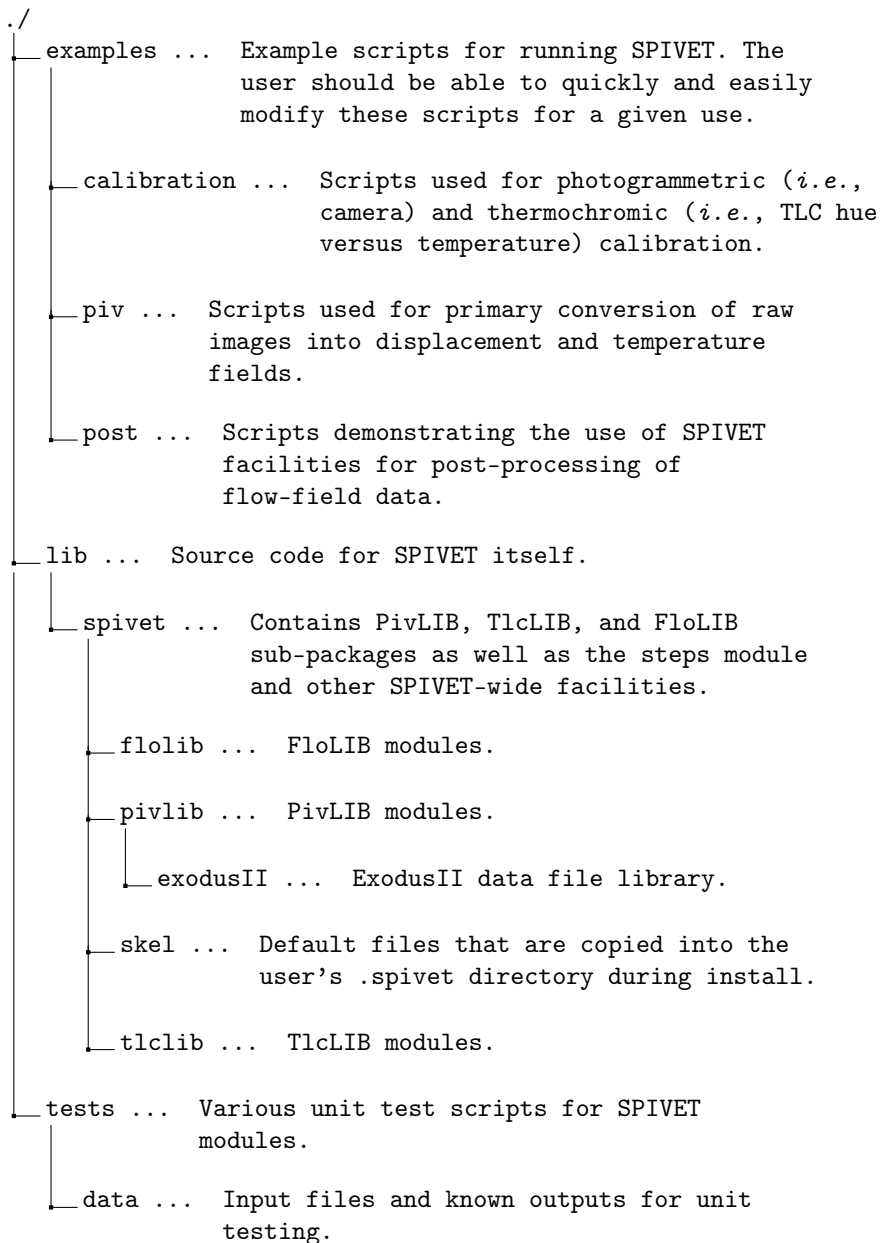 ./
examples ... Example scripts for running SPIVET. The
user should be able to quickly and easily
modify these scripts for a given use.
calibration ... Scripts used for photogrammetric (i.e.,
camera) and thermochromic (i.e., TLC hue
versus temperature) calibration.
piv ... Scripts used for primary conversion of raw
images into displacement and temperature
fields.
post ... Scripts demonstrating the use of SPIVET
facilities for post-processing of
flow-field data.
lib ... Source code for SPIVET itself.
spivet ... Contains PivLIB, TlcLIB, and FloLIB
sub-packages as well as the steps module
and other SPIVET-wide facilities.
flolib ... FloLIB modules.
pivlib ... PivLIB modules.
exodusII ... ExodusII data file library.
skel ... Default files that are copied into the
user's .spivet directory during install.
tlclib ... TlcLIB modules.
tests ... Various unit test scripts for SPIVET
modules.
data ... Input files and known outputs for unit
testing.